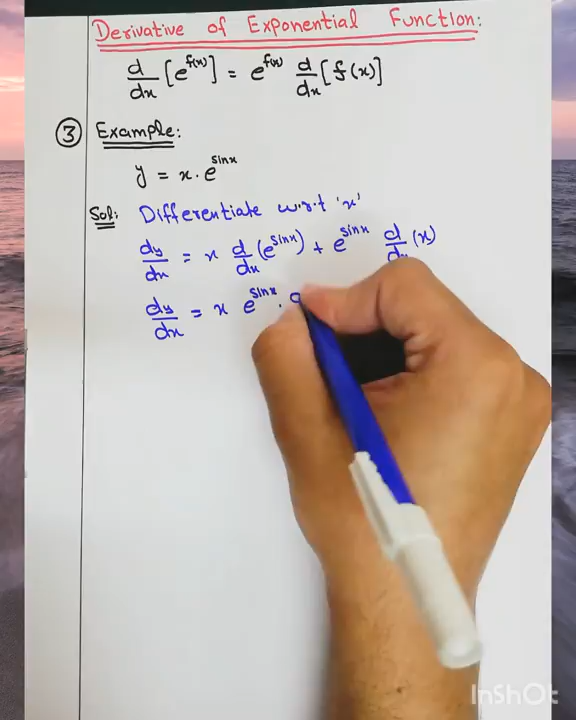 Derivative of Exponential Function:
d/dx [e^f(x)] = e^f(x) d/dx [f(x)]
③ Example:
y = x · e^sinx
Sol: Differentiate w.r.t 'x'
dy/dx = x d/dx (e^sinx) + e^sinx d/dx (x)
dy/dx = x e^sinx ·
InShOt